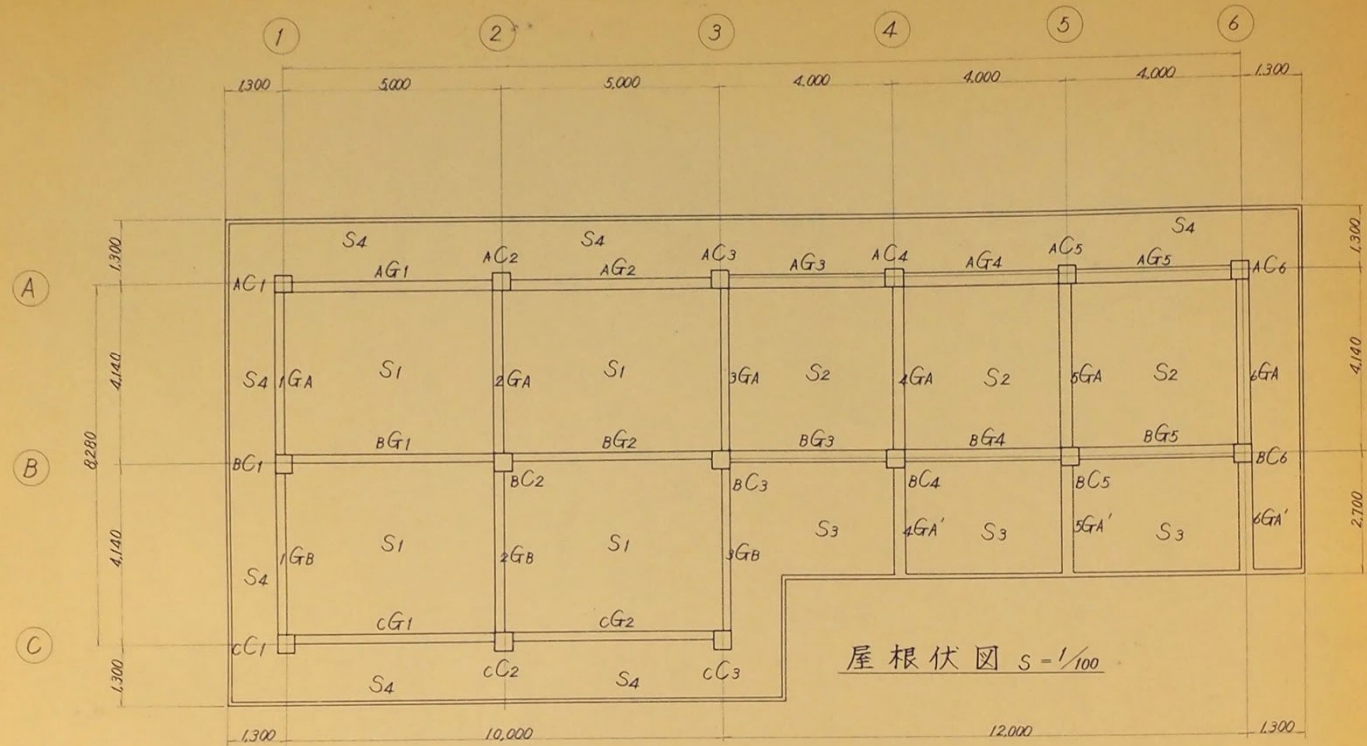 1 2 3 4 5 6
1,300 5,000 5,000 4,000 4,000 4,000 1,300
S4 S4 S4
1,300 1,300
AC1 AG1 AC2 AG2 AC3 AG3 AC4 AG4 AC5 AG5 AC6
A
4,140 S4 1GA S1 2GA S1 3GA S2 4GA S2 5GA S2 6GA 4,140
8,280
BG1 BG2 BG3 BG4 BG5
B BC1 BC2 BC3 BC4 BC5 BC6
4,140 S4 1GB S1 2GB S1 3GB S3 4GA' S3 5GA' S3 6GA' 2,700
CG1 CG2
C CC1 CC2 CC3
屋根伏図 S=1/100
1,300 S4 S4
1,300 10,000 12,000 1,300